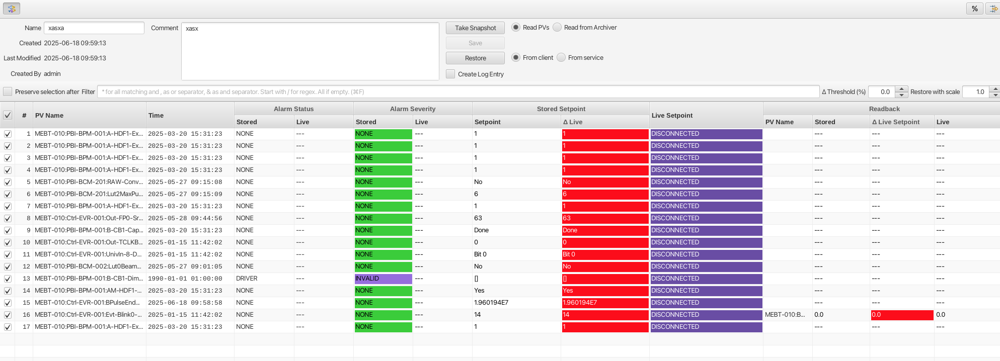 %
Name xasxa Comment xasx Take Snapshot Read PVs Read from Archiver
Created 2025-06-18 09:59:13 Save
Last Modified 2025-06-18 09:59:13 Restore From client From service
Created By admin Create Log Entry
Preserve selection after Filter * for all matching and , as or separator, & as and separator. Start with / for regex. All if empty. (⌘F) Δ Threshold (%) 0.0 Restore with scale 1.0
# PV Name Time Alarm Status Alarm Severity Stored Setpoint Live Setpoint Readback
Stored Live Stored Live Setpoint Δ Live PV Name Stored Δ Live Setpoint Live
1 MEBT-010:PBI-BPM-001:A-HDF1-Ex... 2025-03-20 15:31:23 NONE --- NONE --- 1 1 DISCONNECTED --- --- ---
2 MEBT-010:PBI-BPM-001:A-HDF1-Ex... 2025-03-20 15:31:23 NONE --- NONE --- 1 1 DISCONNECTED --- --- ---
3 MEBT-010:PBI-BPM-001:A-HDF1-Ex... 2025-03-20 15:31:23 NONE --- NONE --- 1 1 DISCONNECTED --- --- ---
4 MEBT-010:PBI-BPM-001:A-HDF1-Ex... 2025-03-20 15:31:23 NONE --- NONE --- 1 1 DISCONNECTED --- --- ---
5 MEBT-010:PBI-BCM-201:RAW-Conv... 2025-05-27 09:15:08 NONE --- NONE --- No No DISCONNECTED --- --- ---
6 MEBT-010:PBI-BCM-201:Lut2MaxPu... 2025-05-27 09:15:09 NONE --- NONE --- 6 6 DISCONNECTED --- --- ---
7 MEBT-010:PBI-BPM-001:A-HDF1-Ex... 2025-03-20 15:31:23 NONE --- NONE --- 1 1 DISCONNECTED --- --- ---
8 MEBT-010:Ctrl-EVR-001:Out-FP0-Sr... 2025-05-28 09:44:56 NONE --- NONE --- 63 63 DISCONNECTED --- --- ---
9 MEBT-010:PBI-BPM-001:B-CB1-Cap... 2025-03-20 15:31:23 NONE --- NONE --- Done Done DISCONNECTED --- --- ---
10 MEBT-010:Ctrl-EVR-001:Out-TCLKB... 2025-01-15 11:42:02 NONE --- NONE --- 0 0 DISCONNECTED --- --- ---
11 MEBT-010:Ctrl-EVR-001:UnivIn-8-D... 2025-01-15 11:42:02 NONE --- NONE --- Bit 0 Bit 0 DISCONNECTED --- --- ---
12 MEBT-010:PBI-BCM-002:Lut0Beam... 2025-05-27 09:01:05 NONE --- NONE --- No No DISCONNECTED --- --- ---
13 MEBT-010:PBI-BPM-001:B-CB1-Dim... 1990-01-01 01:00:00 DRIVER --- INVALID --- [] [] DISCONNECTED --- --- ---
14 MEBT-010:PBI-BPM-001:AM-HDF1-... 2025-03-20 15:31:23 NONE --- NONE --- Yes Yes DISCONNECTED --- --- ---
15 MEBT-010:Ctrl-EVR-001:BPulseEnd... 2025-06-18 09:58:58 NONE --- NONE --- 1.960194E7 1.960194E7 DISCONNECTED --- --- ---
16 MEBT-010:Ctrl-EVR-001:Evt-Blink0-... 2025-01-15 11:42:02 NONE --- NONE --- 14 14 DISCONNECTED MEBT-010:B... 0.0 0.0 0.0
17 MEBT-010:PBI-BPM-001:A-HDF1-Ex... 2025-03-20 15:31:23 NONE --- NONE --- 1 1 DISCONNECTED --- --- ---